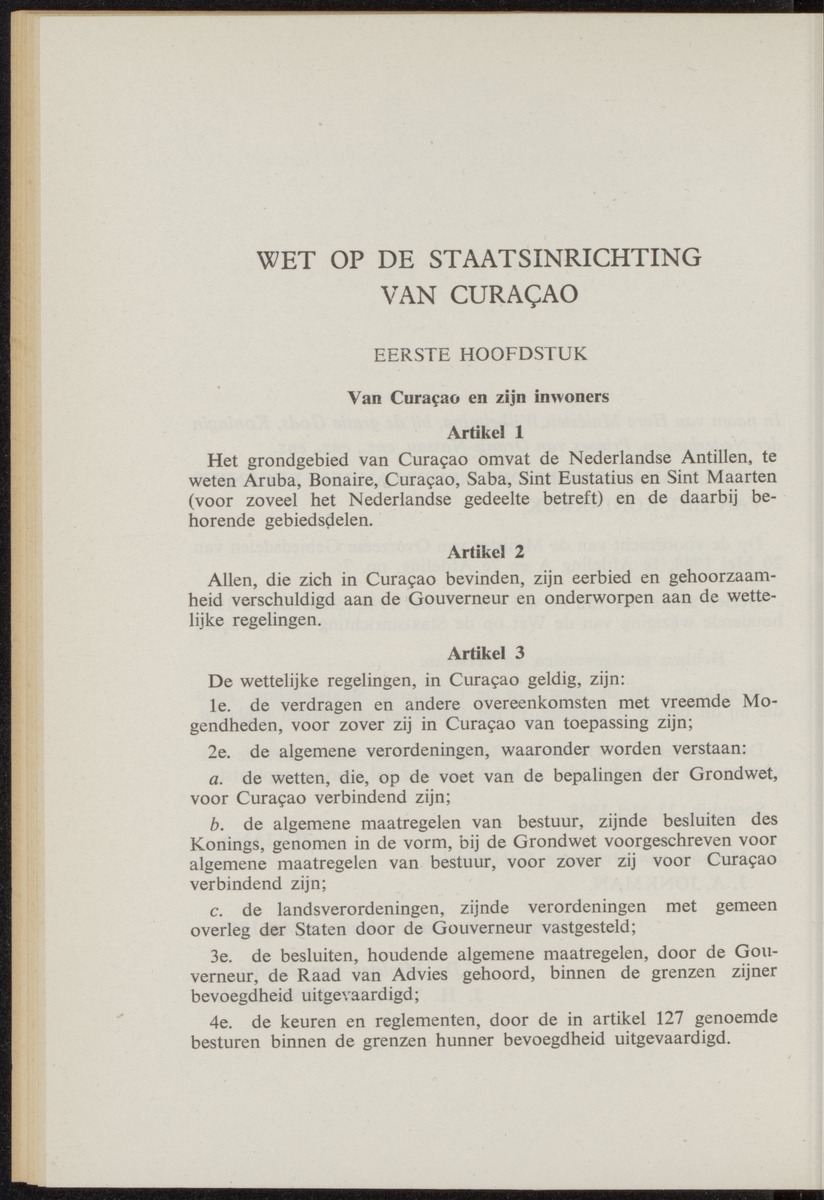 WET OP DE STAATSINRICHTING
VAN CURAÇAO
EERSTE HOOFDSTUK
Van Curaçao en zijn inwoners
Artikel 1
Het grondgebied van Curaçao omvat de Nederlandse Antillen, te
weten Aruba, Bonaire, Curaçao, Saba, Sint Eustatius en Sint Maarten
(voor zoveel het Nederlandse gedeelte betreft) en de daarbij be-
horende gebiedsdelen.
Artikel 2
Allen, die zich in Curaçao bevinden, zijn eerbied en gehoorzaam-
heid verschuldigd aan de Gouverneur en onderworpen aan de wette-
lijke regelingen.
Artikel 3
De wettelijke regelingen, in Curaçao geldig, zijn:
1e. de verdragen en andere overeenkomsten met vreemde Mo-
gendheden, voor zover zij in Curaçao van toepassing zijn;
2e. de algemene verordeningen, waaronder worden verstaan:
a. de wetten, die, op de voet van de bepalingen der Grondwet,
voor Curaçao verbindend zijn;
b. de algemene maatregelen van bestuur, zijnde besluiten des
Konings, genomen in de vorm, bij de Grondwet voorgeschreven voor
algemene maatregelen van bestuur, voor zover zij voor Curaçao
verbindend zijn;
c. de landsverordeningen, zijnde verordeningen met gemeen
overleg der Staten door de Gouverneur vastgesteld;
3e. de besluiten, houdende algemene maatregelen, door de Gou-
verneur, de Raad van Advies gehoord, binnen de grenzen zijner
bevoegdheid uitgevaardigd;
4e. de keuren en reglementen, door de in artikel 127 genoemde
besturen binnen de grenzen hunner bevoegdheid uitgevaardigd.